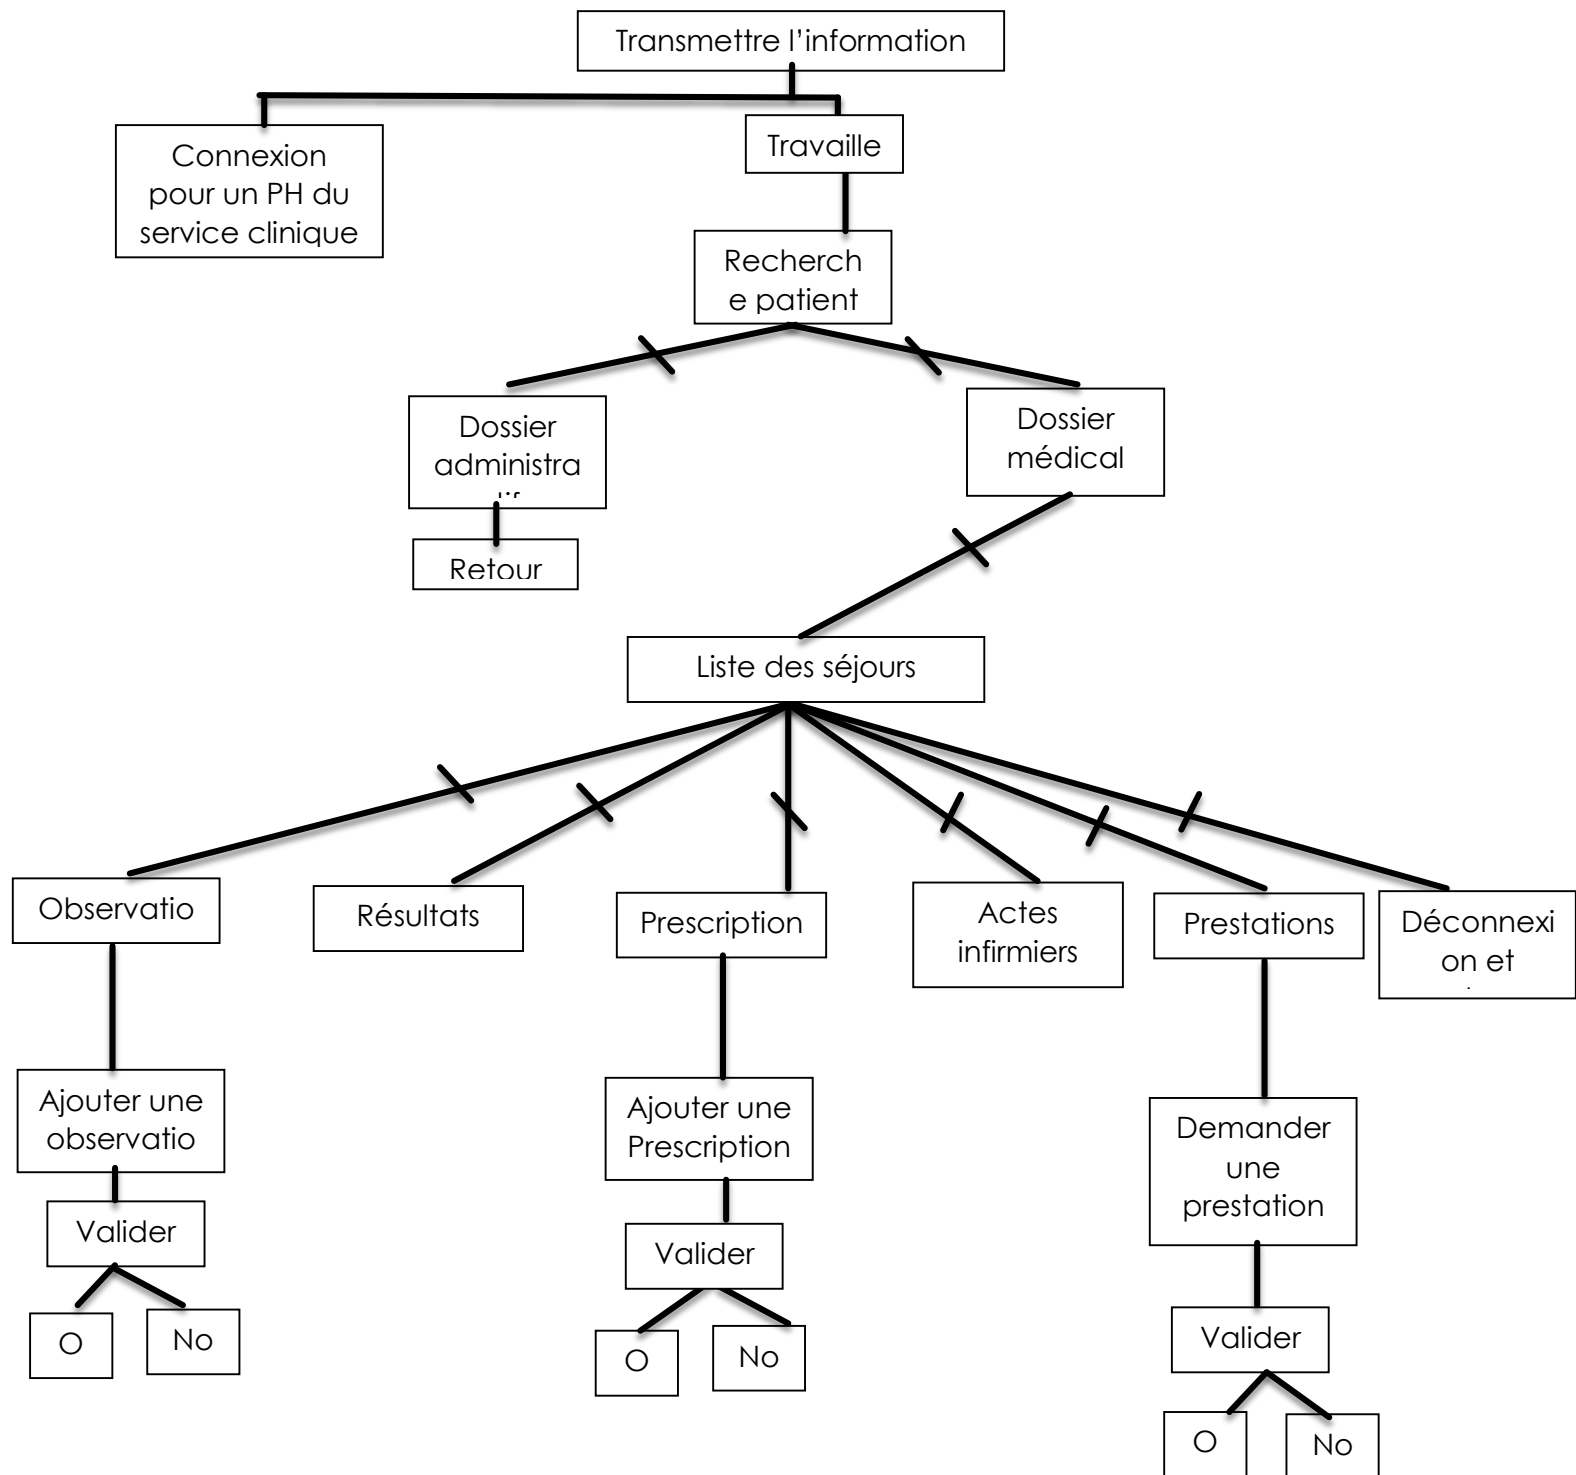 Transmettre l'information
Connexion
pour un PH du
service clinique
Travaille
Recherch
e patient
Dossier
administra
Dossier
médical
Retour
Liste des séjours
Observatio
Résultats
Prescription
Actes
infirmiers
Prestations
Déconnexi
on et
Ajouter une
observatio
Ajouter une
Prescription
Demander
une
prestation
Valider
Valider
Valider
O
No
O
No
O
No